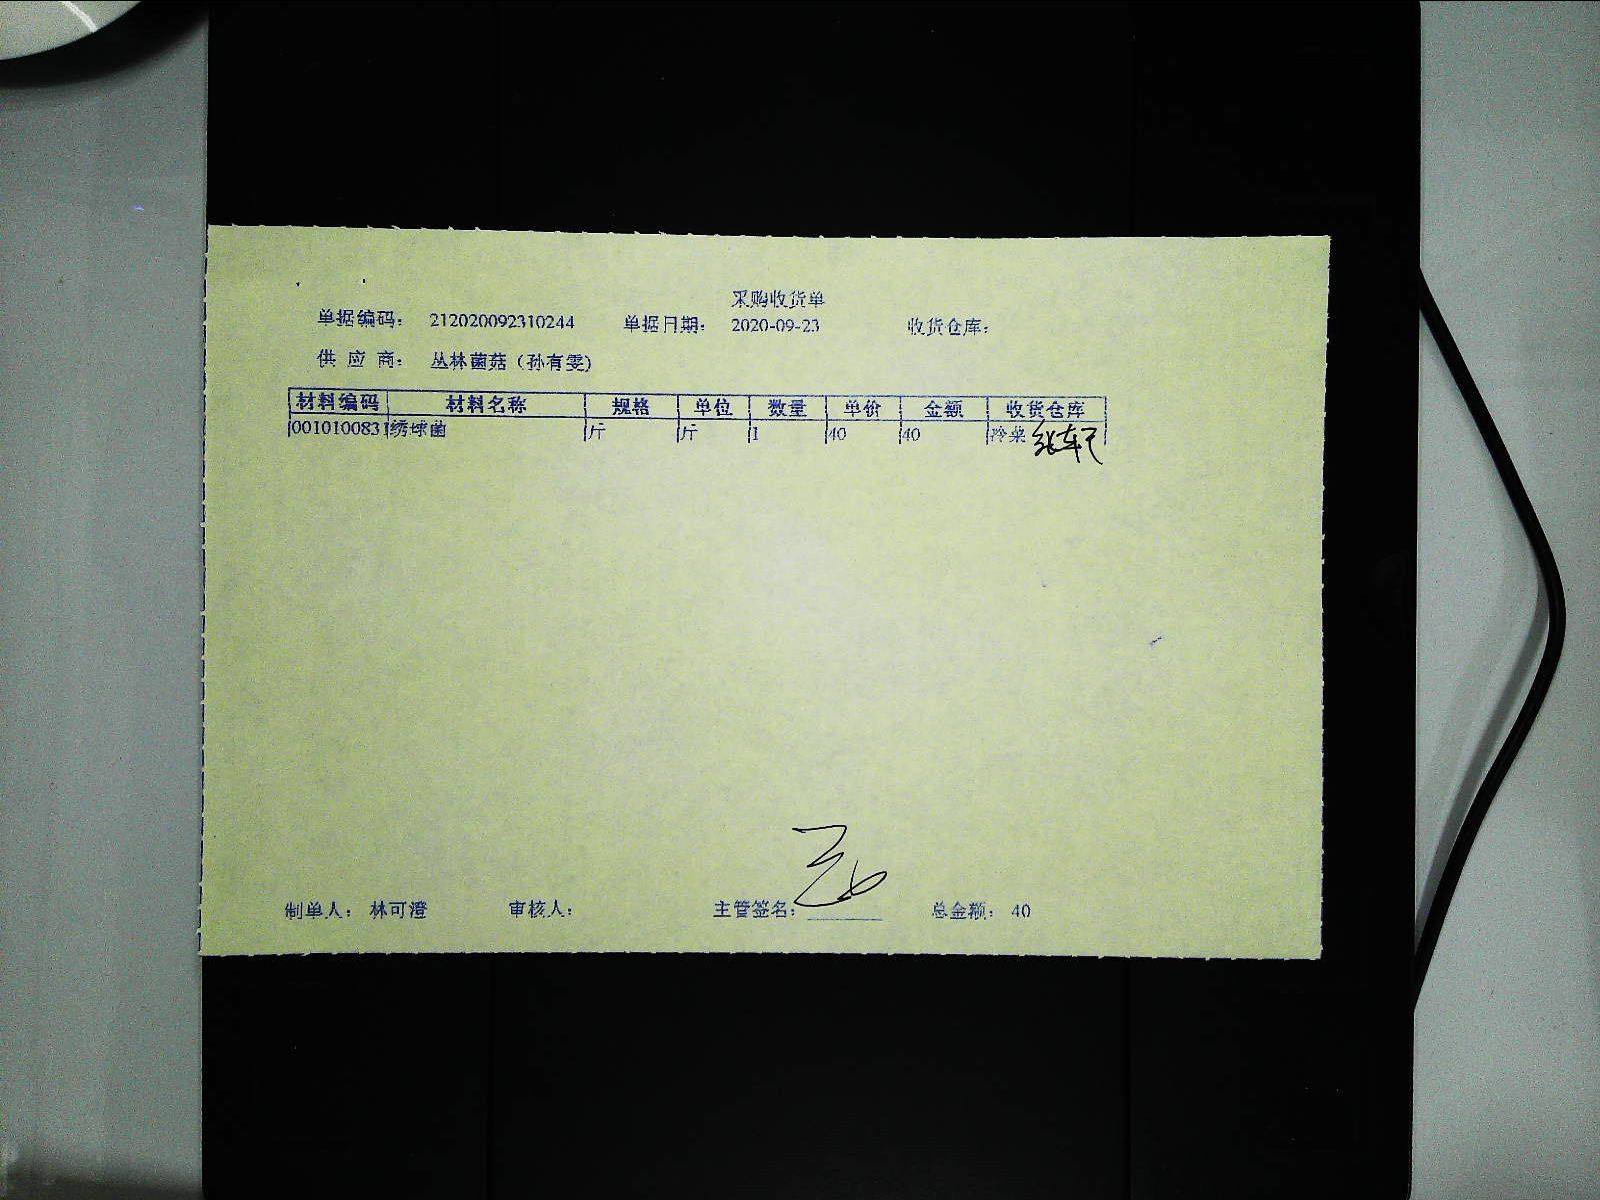 采购收货单
单据编码： 212020092310244 单据日期： 2020-09-23 收货仓库：
供 应 商： 丛林菌菇（孙有雯）
材料编码 材料名称 规格 单位 数量 单价 金额 收货仓库
001010083 绣球菌 斤 斤 1 40 40 冷菜
制单人： 林可澄 审核人： 主管签名： 总金额： 40